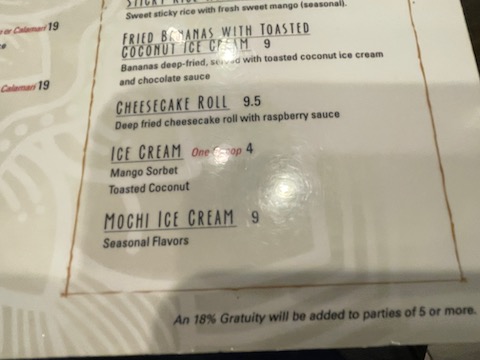 STICKY RICE
Sweet sticky rice with fresh sweet mango (seasonal).
or Calamari 19
FRIED BANANAS WITH TOASTED
COCONUT ICE CREAM 9
Bananas deep-fried, served with toasted coconut ice cream
and chocolate sauce
Calamari 19
CHEESECAKE ROLL 9.5
Deep fried cheesecake roll with raspberry sauce
ICE CREAM One Scoop 4
Mango Sorbet
Toasted Coconut
MOCHI ICE CREAM 9
Seasonal Flavors
An 18% Gratuity will be added to parties of 5 or more.